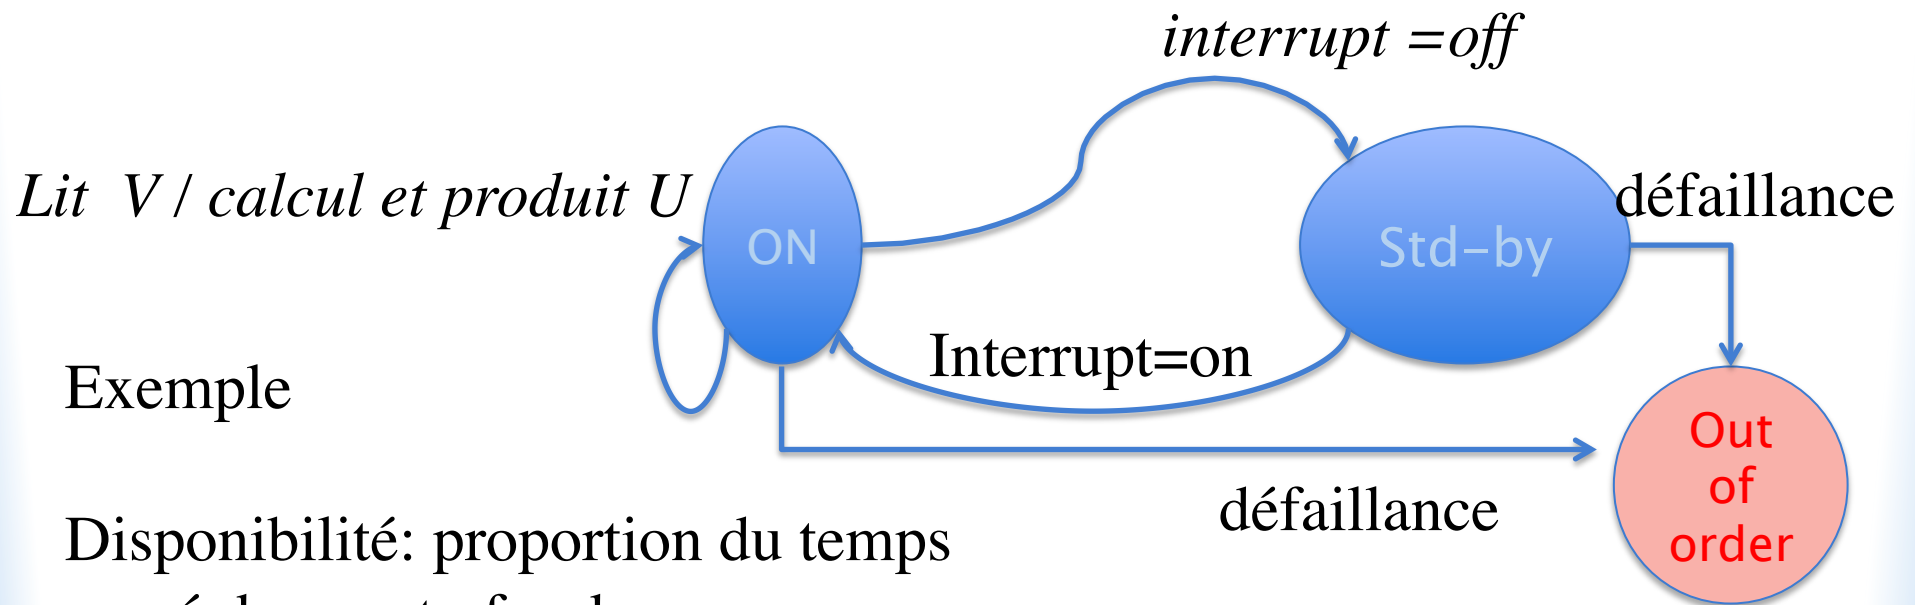 interrupt =off
Lit V / calcul et produit U
ON
Std-by
défaillance
Interrupt=on
Exemple
Out
of
order
défaillance
Disponibilité: proportion du temps